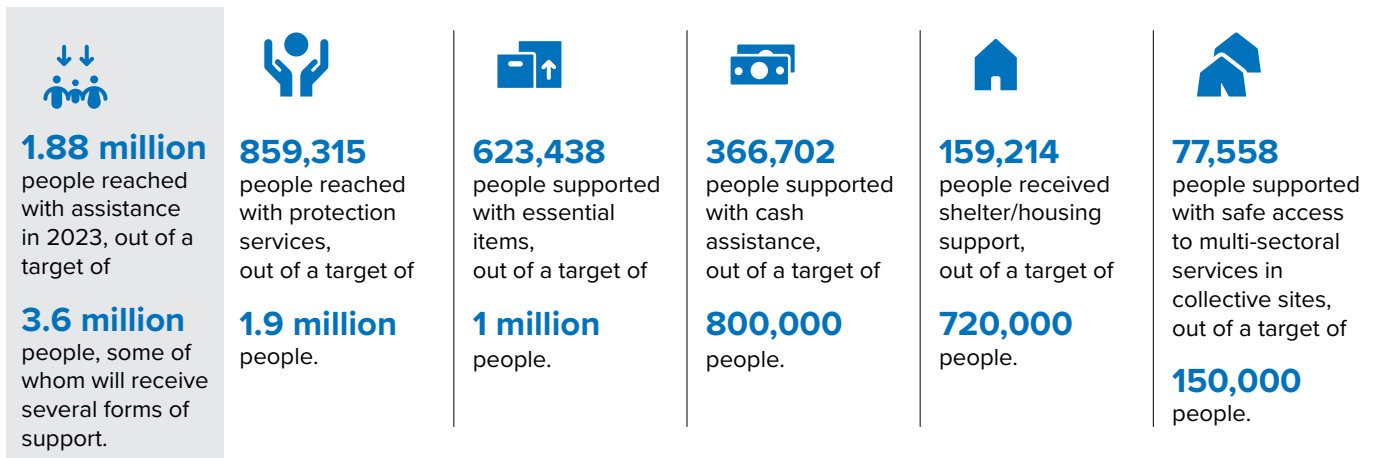 1.88 million
people reached
with assistance
in 2023, out of a
target of
3.6 million
people, some of
whom will receive
several forms of
support.
859,315
people reached
with protection
services,
out of a target of
1.9 million
people.
623,438
people supported
with essential
items,
out of a target of
1 million
people.
366,702
people supported
with cash
assistance,
out of a target of
800,000
people.
159,214
people received
shelter/housing
support,
out of a target of
720,000
people.
77,558
people supported
with safe access
to multi-sectoral
services in
collective sites,
out of a target of
150,000
people.